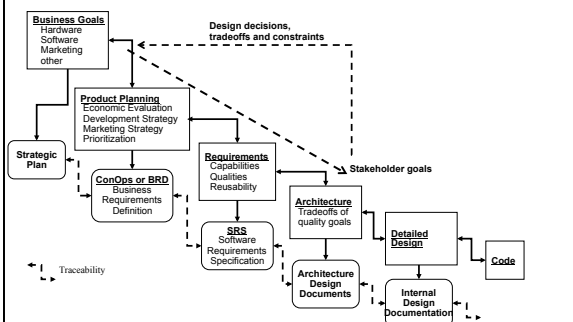 Business Goals
Hardware
Software
Marketing
other
Design decisions,
tradeoffs and constraints
Product Planning
Economic Evaluation
Development Strategy
Marketing Strategy
Prioritization
Strategic
Plan
Requirements
Capabilities
Qualities
Reusability
Stakeholder goals
ConOps or BRD
Business
Requirements
Definition
Architecture
Tradeoffs of
quality goals
SRS
Software
Requirements
Specification
Detailed
Design
Code
Architecture
Design
Documents
Traceability
Internal
Design
Documentation